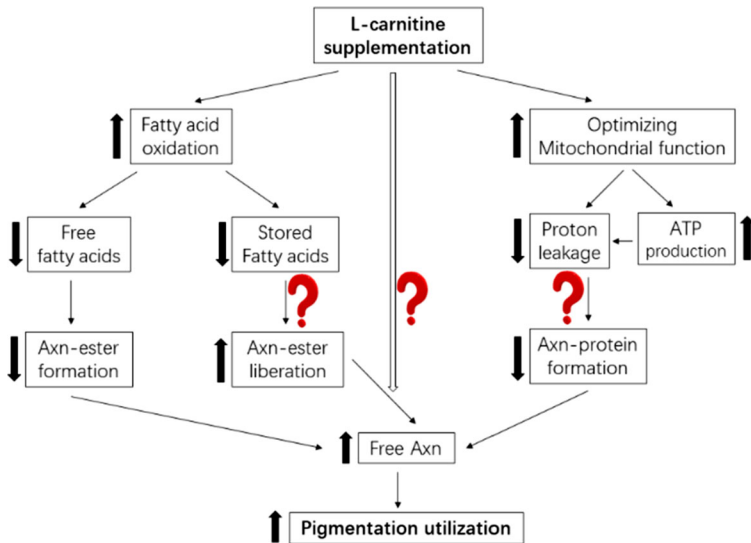 L-carnitine
supplementation
Fatty acid
oxidation
Optimizing
Mitochondrial function
Free
fatty acids
Stored
Fatty Acids
Proton
leakage
ATP
production
?
?
?
Axn-ester
formation
Axn-ester
liberation
Axn-protein
formation
Free Axn
Pigmentation utilization